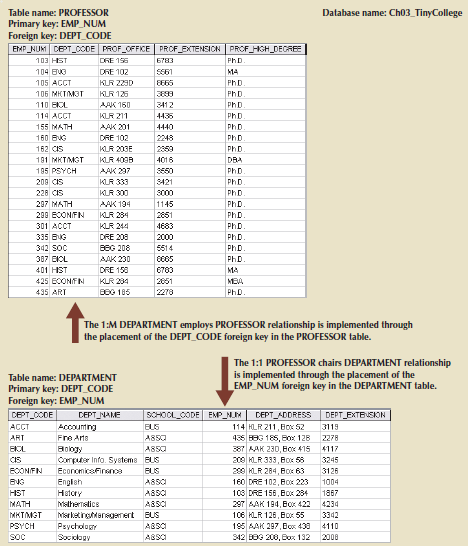 Table name: PROFESSOR Database name: Ch03_TinyCollege
Primary key: EMP_NUM
Foreign key: DEPT_CODE
EMP_NUM DEPT_CODE PROF_OFFICE PROF_EXTENSION PROF_HIGH_DEGREE
103 HIST DRE 156 6783 Ph.D.
104 ENG DRE 102 5561 MA
105 ACCT KLR 229D 8665 Ph.D.
106 MKT/MGT KLR 126 3899 Ph.D.
110 BIOL AAK 160 3412 Ph.D.
114 ACCT KLR 211 4436 Ph.D.
155 MATH AAK 201 4440 Ph.D.
160 ENG DRE 102 2248 Ph.D.
162 CIS KLR 203E 2359 Ph.D.
191 MKT/MGT KLR 409B 4016 DBA
195 PSYCH AAK 297 3550 Ph.D.
209 CIS KLR 333 3421 Ph.D.
228 CIS KLR 300 3000 Ph.D.
297 MATH AAK 194 1145 Ph.D.
299 ECON/FIN KLR 284 2851 Ph.D.
301 ACCT KLR 244 4683 Ph.D.
335 ENG DRE 208 2000 Ph.D.
342 SOC BBG 208 5514 Ph.D.
387 BIOL AAK 230 8665 Ph.D.
401 HIST DRE 156 6783 MA
425 ECON/FIN KLR 284 2851 MBA
435 ART BBG 185 2278 Ph.D.
The 1:M DEPARTMENT employs PROFESSOR relationship is implemented through
the placement of the DEPT_CODE foreign key in the PROFESSOR table.
The 1:1 PROFESSOR chairs DEPARTMENT relationship
is implemented through the placement of the
EMP_NUM foreign key in the DEPARTMENT table.
Table name: DEPARTMENT
Primary key: DEPT_CODE
Foreign key: EMP_NUM
DEPT_CODE DEPT_NAME SCHOOL_CODE EMP_NUM DEPT_ADDRESS DEPT_EXTENSION
ACCT Accounting BUS 114 KLR 211, Box 52 3119
ART Fine Arts A&SCI 435 BBG 185, Box 128 2278
BIOL Biology A&SCI 387 AAK 230, Box 415 4117
CIS Computer Info. Systems BUS 209 KLR 333, Box 56 3245
ECON/FIN Economics/Finance BUS 299 KLR 284, Box 63 3126
ENG English A&SCI 160 DRE 102, Box 223 1004
HIST History A&SCI 103 DRE 156, Box 284 1867
MATH Mathematics A&SCI 297 AAK 194, Box 422 4234
MKT/MGT Marketing/Management BUS 106 KLR 126, Box 55 3342
PSYCH Psychology A&SCI 195 AAK 297, Box 438 4110
SOC Sociology A&SCI 342 BBG 208, Box 132 2008